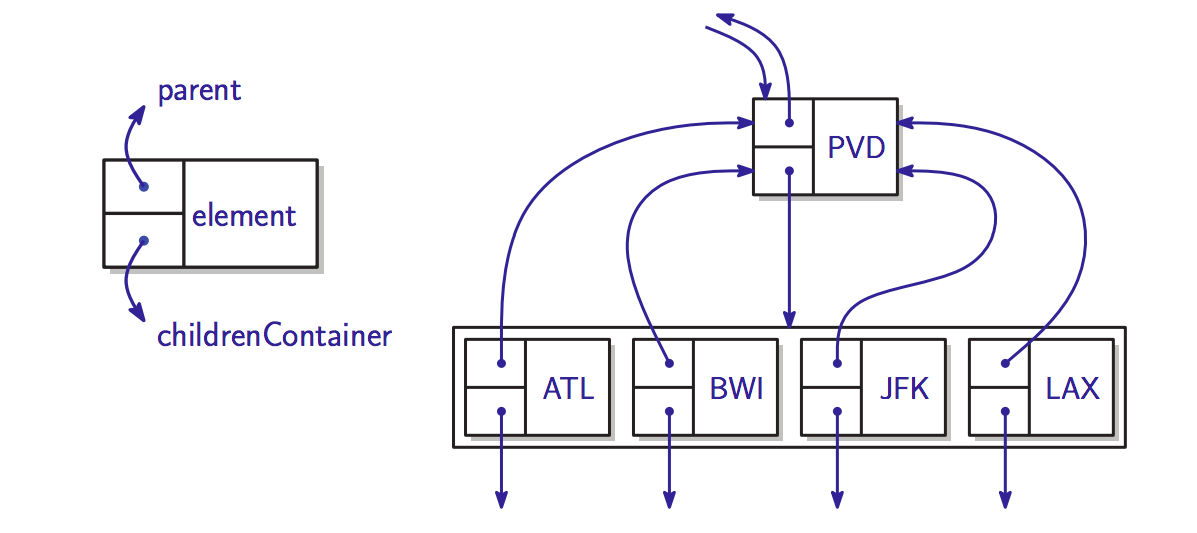 parent
element
childrenContainer
PVD
ATL
BWI
JFK
LAX